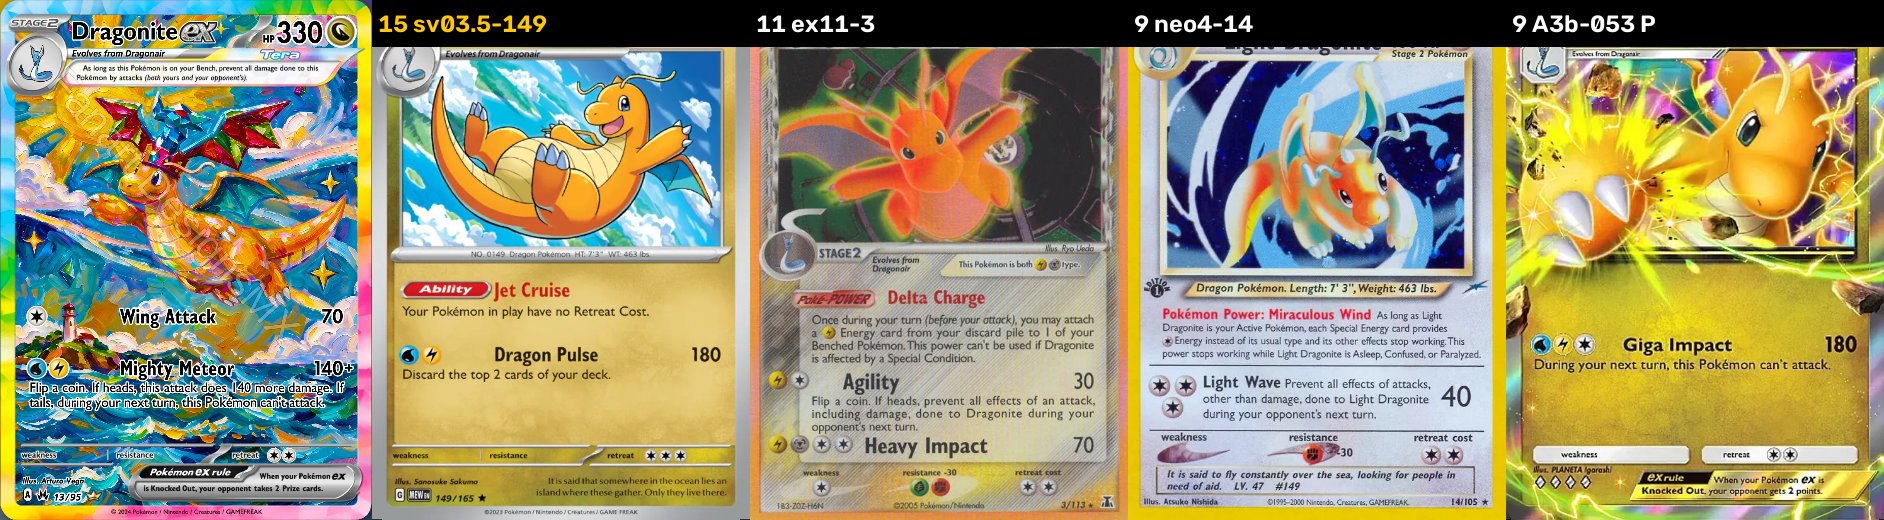 STAGE2 Dragonite ex HP 330
Evolves from Dragonair Tera
As long as this Pokémon is on your Bench, prevent all damage done to this
Pokémon by attacks (both yours and your opponent's).
Wing Attack 70
Mighty Meteor 140+
Flip a coin. If heads, this attack does 140 more damage. If
tails, during your next turn, this Pokémon can't attack.
weakness resistance retreat
Illus. Arturo Vega
13/95
Pokémon ex rule When your Pokémon ex
is Knocked Out, your opponent takes 2 Prize cards.
© 2024 Pokémon / Nintendo / Creatures / GAMEFREAK
15 sv03.5-149
Evolves from Dragonair
NO. 0149 Dragon Pokémon HT: 7'3" WT: 463 lbs.
Ability Jet Cruise
Your Pokémon in play have no Retreat Cost.
Dragon Pulse 180
Discard the top 2 cards of your deck.
weakness resistance retreat
Illus. Sanosuke Sakuma
G MEW EN 149/165 ★
It is said that somewhere in the ocean lies an
island where these gather. Only they live there.
©2023 Pokémon / Nintendo / Creatures / GAME FREAK
11 ex11-3
Illus. Ryo Ueda
STAGE2 Evolves from
Dragonair
This Pokémon is both type.
Poké-POWER Delta Charge
Once during your turn (before your attack), you may attach
a Energy card from your discard pile to 1 of your
Benched Pokémon. This power can't be used if Dragonite
is affected by a Special Condition.
Agility 30
Flip a coin. If heads, prevent all effects of an attack,
including damage, done to Dragonite during your
opponent's next turn.
Heavy Impact 70
weakness resistance -30 retreat cost
183-Z0Z-H6N ©2005 Pokémon/Nintendo 3/113 ★
9 neo4-14
Light Dragonite
Stage 2 Pokémon
EDITION
1
Dragon Pokémon. Length: 7' 3", Weight: 463 lbs.
Pokémon Power: Miraculous Wind As long as Light
Dragonite is your Active Pokémon, each Special Energy card provides
Energy instead of its usual type and its other effects stop working. This
power stops working while Light Dragonite is Asleep, Confused, or Paralyzed.
Light Wave Prevent all effects of attacks,
other than damage, done to Light Dragonite
during your opponent's next turn.
40
weakness resistance retreat cost
-30
It is said to fly constantly over the sea, looking for people in
need of aid. LV. 47 #149
Illus. Atsuko Nishida ©1995-2000 Nintendo, Creatures, GAMEFREAK. 14/105 ★
9 A3b-053 P
Evolves from Dragonair
Giga Impact 180
During your next turn, this Pokémon can't attack.
weakness retreat
Illus. PLANETA Igarashi
ex rule When your Pokémon ex is
Knocked Out, your opponent gets 2 points.